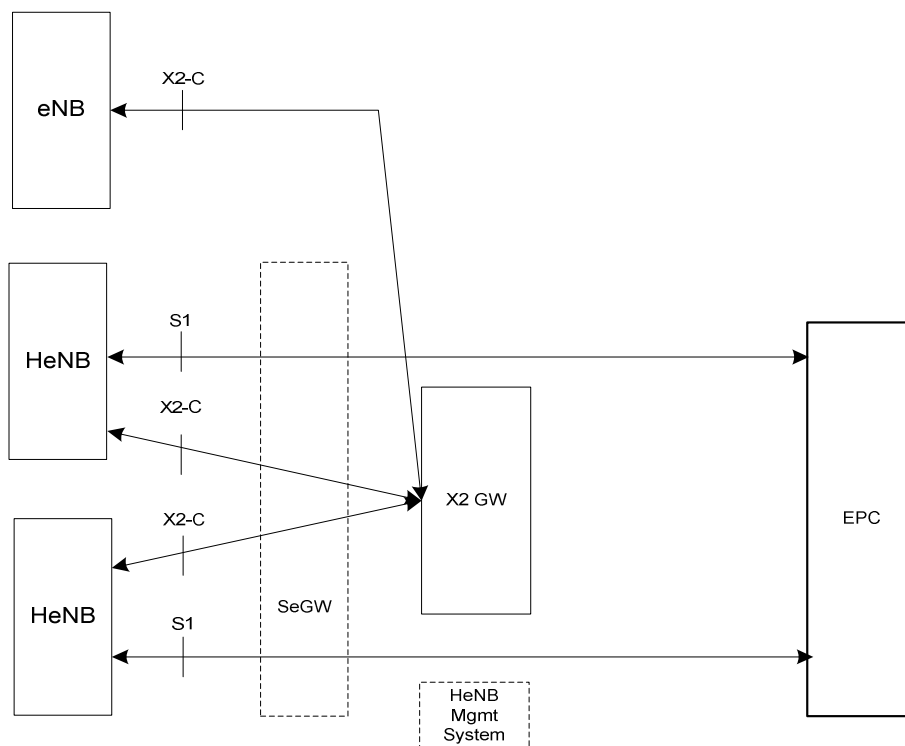 X2-C
eNB
S1
HeNB
X2-C
X2 GW
EPC
X2-C
SeGW
HeNB
S1
HeNB
Mgmt
System